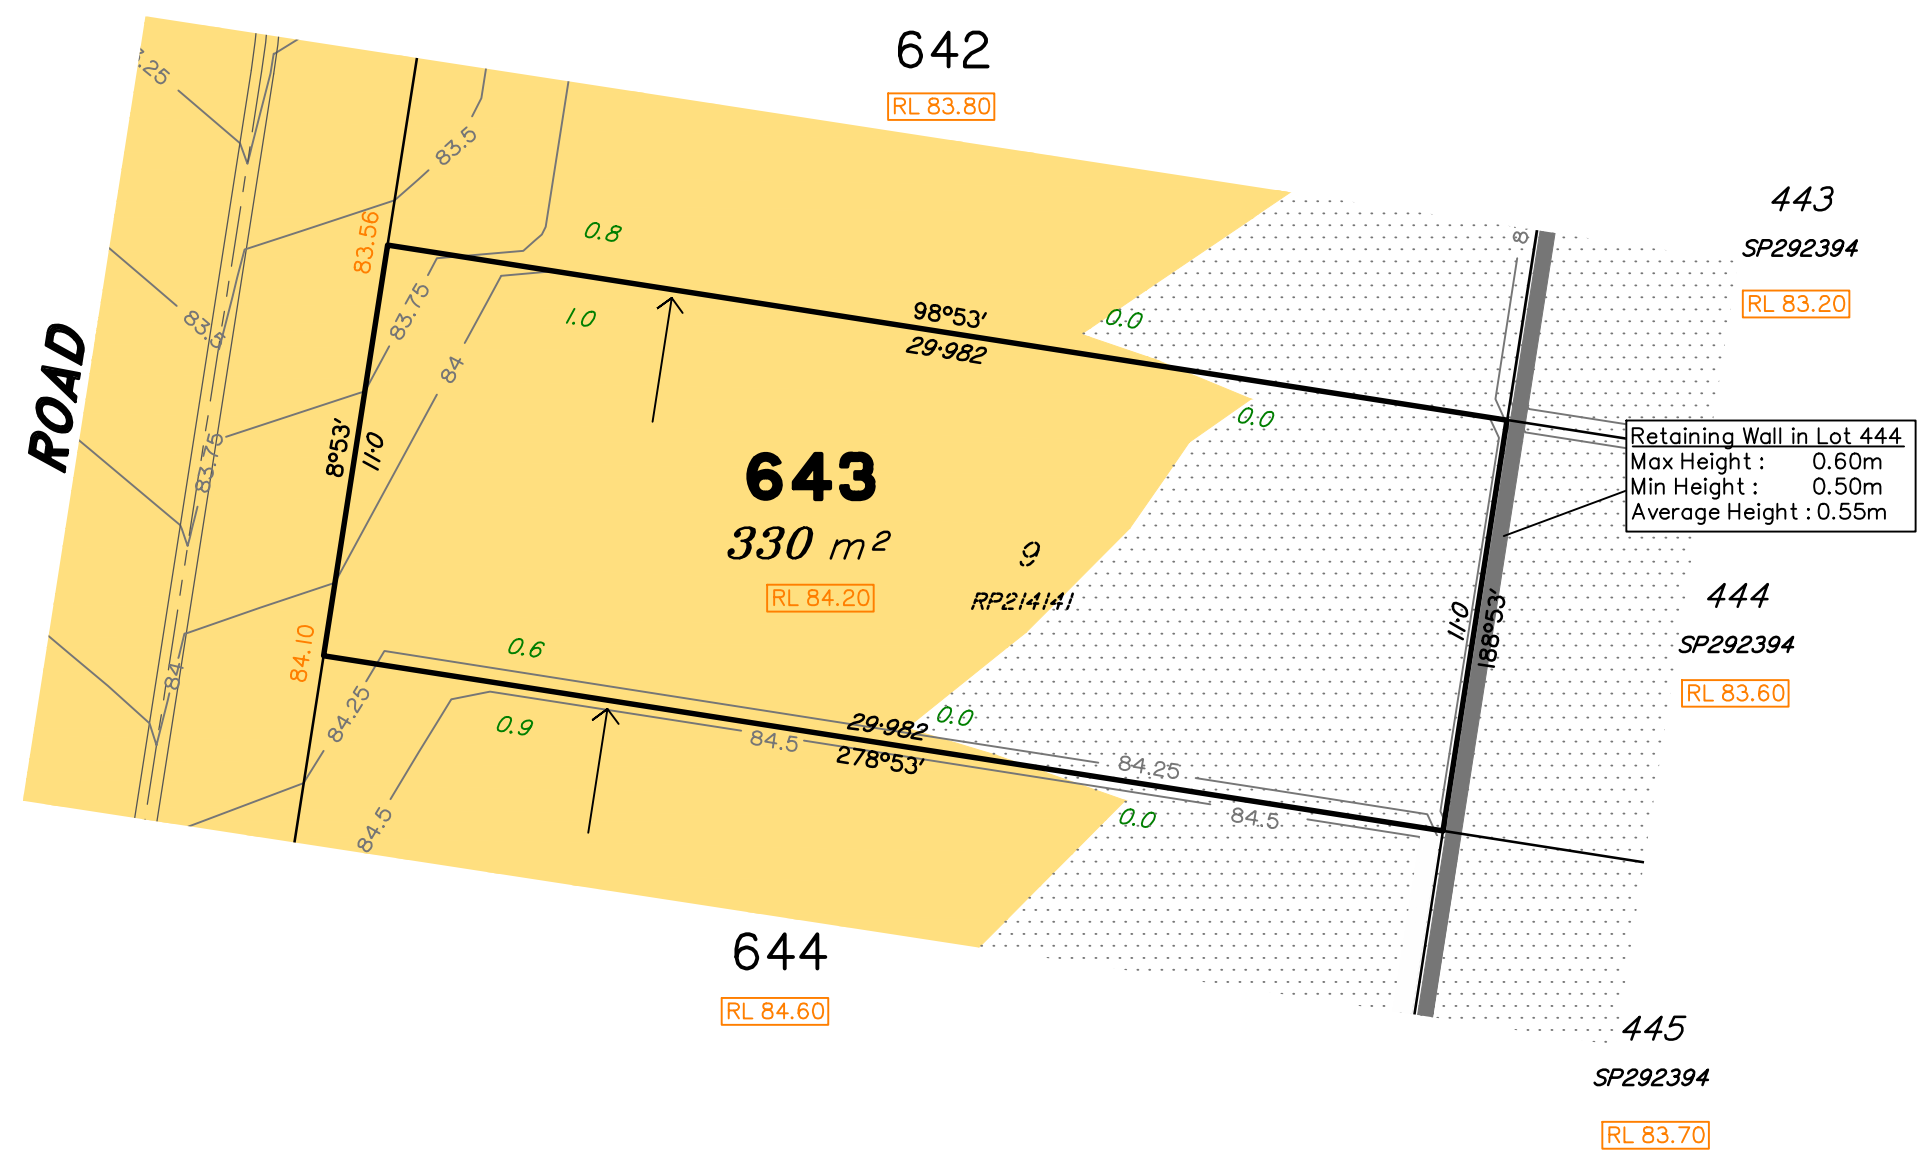 642
RL 83.80
83.5
83.56
0.8
443
SP292394
RL 83.20
ROAD
83.75
1.0
98°53'
29·982
0.0
0.0
84
8°53'
11·0
83.75
643
330 m²
RL 84.20
9
RP214141
Retaining Wall in Lot 444
Max Height : 0.60m
Min Height : 0.50m
Average Height : 0.55m
444
SP292394
RL 83.60
11·0
188°53'
84.10
84
0.6
84.25
0.9
84.5
29·982
278°53'
0.0
84.5
84.25
84.5
0.0
644
RL 84.60
445
SP292394
RL 83.70